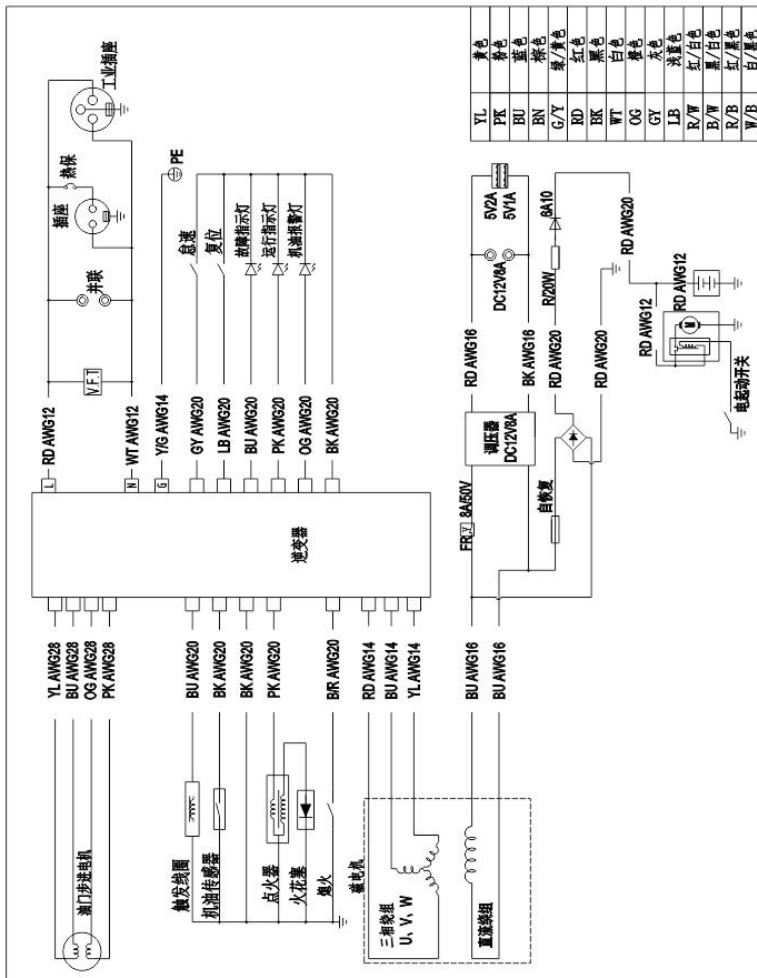 油门步进电机
YL AWG28
BU AWG28
OG AWG28
PK AWG28
触发线圈
BU AWG20
机油传感器
BK AWG20
BK AWG20
点火器
PK AWG20
火花塞
熄火
B/R AWG20
磁电机
三相绕组
U、V、W
RD AWG14
BU AWG14
YL AWG14
直流绕组
BU AWG16
BU AWG16
逆变器
L
RD AWG12
N
WT AWG12
G
Y/G AWG14
PE
V.F.T
并联
插座
热保
工业插座
GY AWG20
怠速
LB AWG20
复位
BU AWG20
故障指示灯
PK AWG20
运行指示灯
OG AWG20
机油报警灯
BK AWG20
FR
V
8A/50V
调压器
DC12V8A
RD AWG16
BK AWG16
DC12V8A
5V2A
5V1A
自恢复
RD AWG20
R/20W
6A10
RD AWG20
RD AWG20
RD AWG12
RD AWG12
M
电起动开关
YL 黄色
PK 粉色
BU 蓝色
BN 棕色
G/Y 绿/黄色
RD 红色
BK 黑色
WT 白色
OG 橙色
GY 灰色
LB 浅蓝色
R/W 红/白色
B/W 黑/白色
R/B 红/黑色
W/B 白/黑色